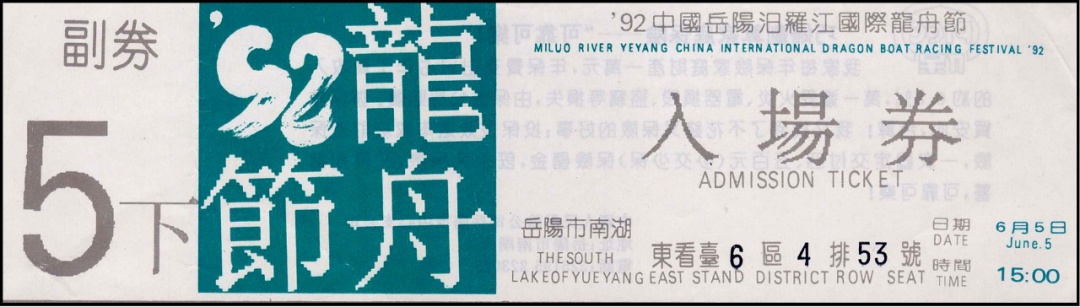 副券
5下
'92龍
節舟
'92中國岳陽汨羅江國際龍舟節
MILUO RIVER YEYANG CHINA INTERNATIONAL DRAGON BOAT RACING FESTIVAL '92
入場券
ADMISSION TICKET
岳陽市南湖
THE SOUTH
LAKE OF YUEYANG
東看臺 6 區 4 排 53 號
EAST STAND DISTRICT ROW SEAT
日期 6月5日
DATE June.5
時間 15:00
TIME